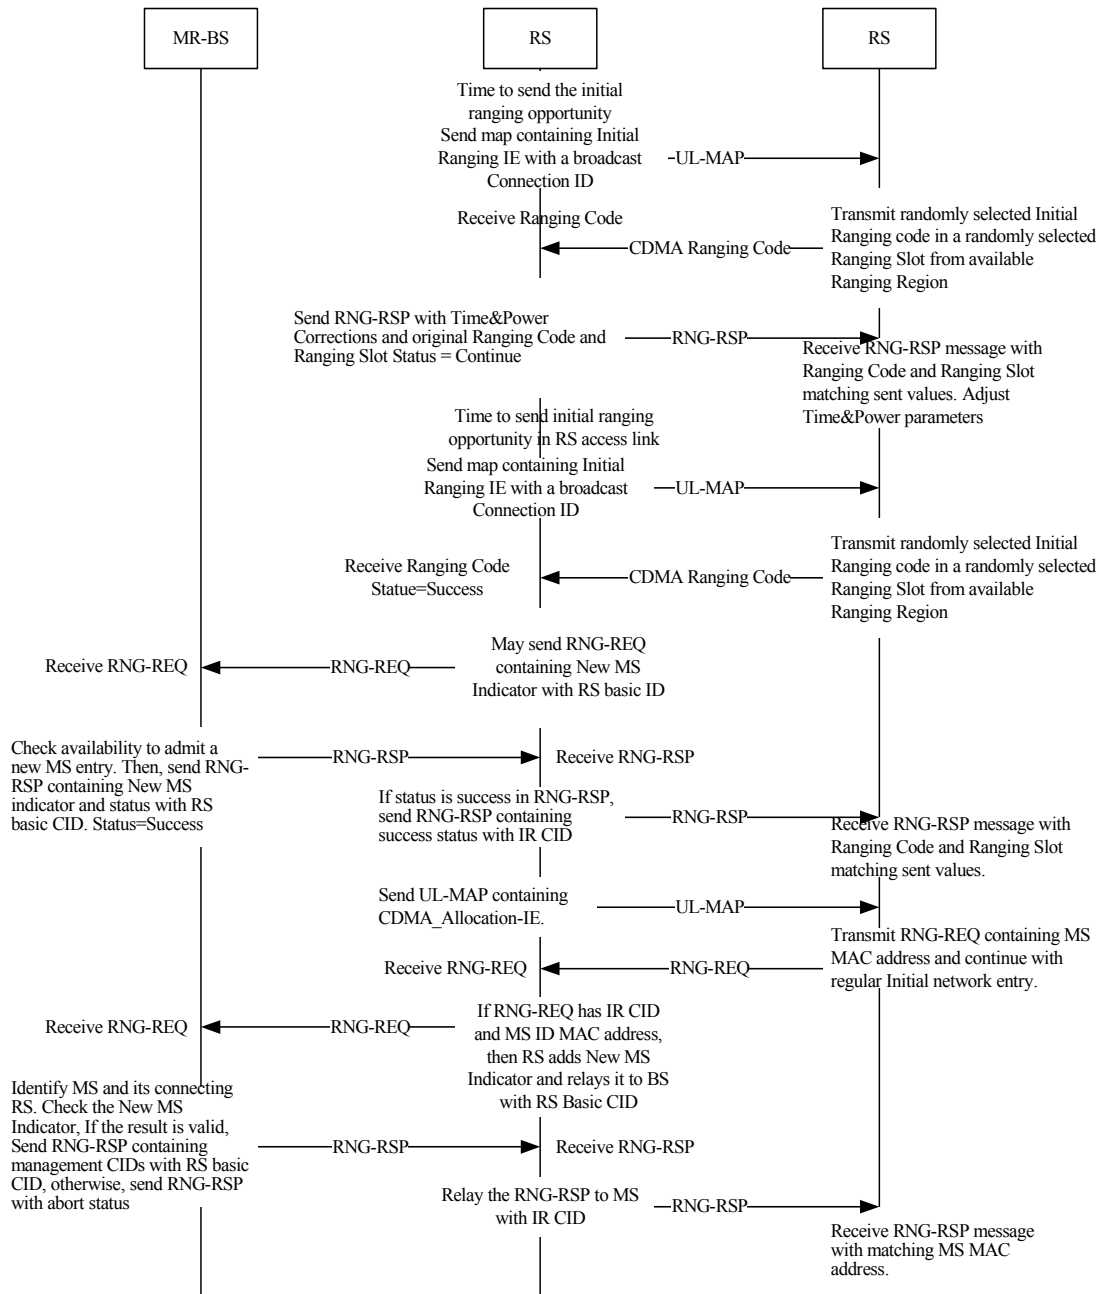 MR-BS
RS
RS
Time to send the initial
ranging opportunity
Send map containing Initial
Ranging IE with a broadcast
Connection ID
UL-MAP
Receive Ranging Code
CDMA Ranging Code
Transmit randomly selected Initial
Ranging code in a randomly selected
Ranging Slot from available
Ranging Region
Send RNG-RSP with Time&Power
Corrections and original Ranging Code and
Ranging Slot Status = Continue
RNG-RSP
Receive RNG-RSP message with
Ranging Code and Ranging Slot
matching sent values. Adjust
Time&Power parameters
Time to send initial ranging
opportunity in RS access link
Send map containing Initial
Ranging IE with a broadcast
Connection ID
UL-MAP
Receive Ranging Code
Statue=Success
CDMA Ranging Code
Transmit randomly selected Initial
Ranging code in a randomly selected
Ranging Slot from available
Ranging Region
Receive RNG-REQ
RNG-REQ
May send RNG-REQ
containing New MS
Indicator with RS basic ID
Check availability to admit a
new MS entry. Then, send RNG-
RSP containing New MS
indicator and status with RS
basic CID. Status=Success
RNG-RSP
Receive RNG-RSP
If status is success in RNG-RSP,
send RNG-RSP containing
success status with IR CID
RNG-RSP
Receive RNG-RSP message with
Ranging Code and Ranging Slot
matching sent values.
Send UL-MAP containing
CDMA_Allocation-IE.
UL-MAP
Transmit RNG-REQ containing MS
MAC address and continue with
regular Initial network entry.
Receive RNG-REQ
RNG-REQ
Receive RNG-REQ
RNG-REQ
If RNG-REQ has IR CID
and MS ID MAC address,
then RS adds New MS
Indicator and relays it to BS
with RS Basic CID
Identify MS and its connecting
RS. Check the New MS
Indicator, If the result is valid,
Send RNG-RSP containing
management CIDs with RS basic
CID, otherwise, send RNG-RSP
with abort status
RNG-RSP
Receive RNG-RSP
Relay the RNG-RSP to MS
with IR CID
RNG-RSP
Receive RNG-RSP message
with matching MS MAC
address.